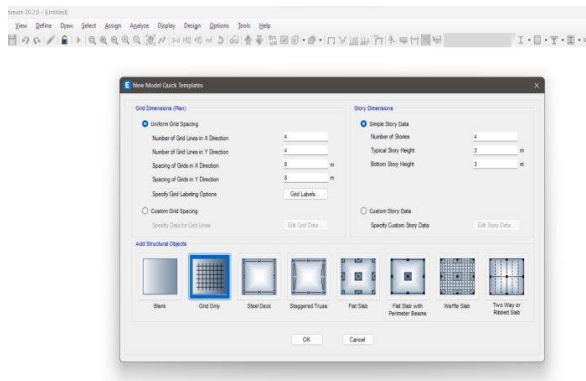 View Define Draw Select Assign Analyze Display Design Options Tools Help
New Model Quick Templates
Grid Dimensions (Plan)
Uniform Grid Spacing
Number of Grid Lines in X Direction 4
Number of Grid Lines in Y Direction 4
Spacing of Grids in X Direction 8 m
Spacing of Grids in Y Direction 8 m
Specify Grid Labeling Options Grid Labels...
Custom Grid Spacing
Specify Data for Grid Lines Edit Grid Data...
Story Dimensions
Simple Story Data
Number of Stories 4
Typical Story Height 3 m
Bottom Story Height 3 m
Custom Story Data
Specify Custom Story Data Edit Story Data...
Add Structural Objects
Blank Grid Only Steel Deck Staggered Truss Flat Slab Flat Slab with Perimeter Beams Waffle Slab Two Way or Ribbed Slab
OK Cancel